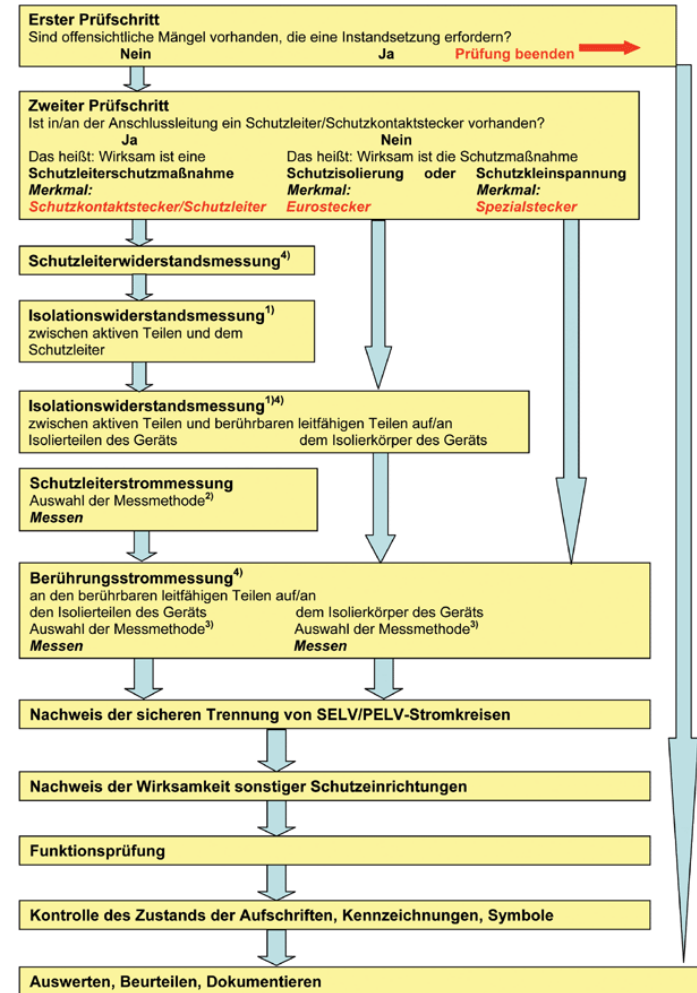 Erster Prüfschritt
Sind offensichtliche Mängel vorhanden, die eine Instandsetzung erfordern?
Nein Ja Prüfung beenden
Zweiter Prüfschritt
Ist in/an der Anschlussleitung ein Schutzleiter/Schutzkontaktstecker vorhanden?
Ja Nein
Das heißt: Wirksam ist eine Das heißt: Wirksam ist die Schutzmaßnahme
Schutzleiterschutzmaßnahme Schutzisolierung oder Schutzkleinspannung
Merkmal: Merkmal: Merkmal:
Schutzkontaktstecker/Schutzleiter Eurostecker Spezialstecker
Schutzleiterwiderstandsmessung4)
Isolationswiderstandsmessung1)
zwischen aktiven Teilen und dem
Schutzleiter
Isolationswiderstandsmessung1)4)
zwischen aktiven Teilen und berührbaren leitfähigen Teilen auf/an
Isolierteilen des Geräts dem Isolierkörper des Geräts
Schutzleiterstrommessung
Auswahl der Messmethode2)
Messen
Berührungsstrommessung4)
an den berührbaren leitfähigen Teilen auf/an
den Isolierteilen des Geräts dem Isolierkörper des Geräts
Auswahl der Messmethode3) Auswahl der Messmethode3)
Messen Messen
Nachweis der sicheren Trennung von SELV/PELV-Stromkreisen
Nachweis der Wirksamkeit sonstiger Schutzeinrichtungen
Funktionsprüfung
Kontrolle des Zustands der Aufschriften, Kennzeichnungen, Symbole
Auswerten, Beurteilen, Dokumentieren